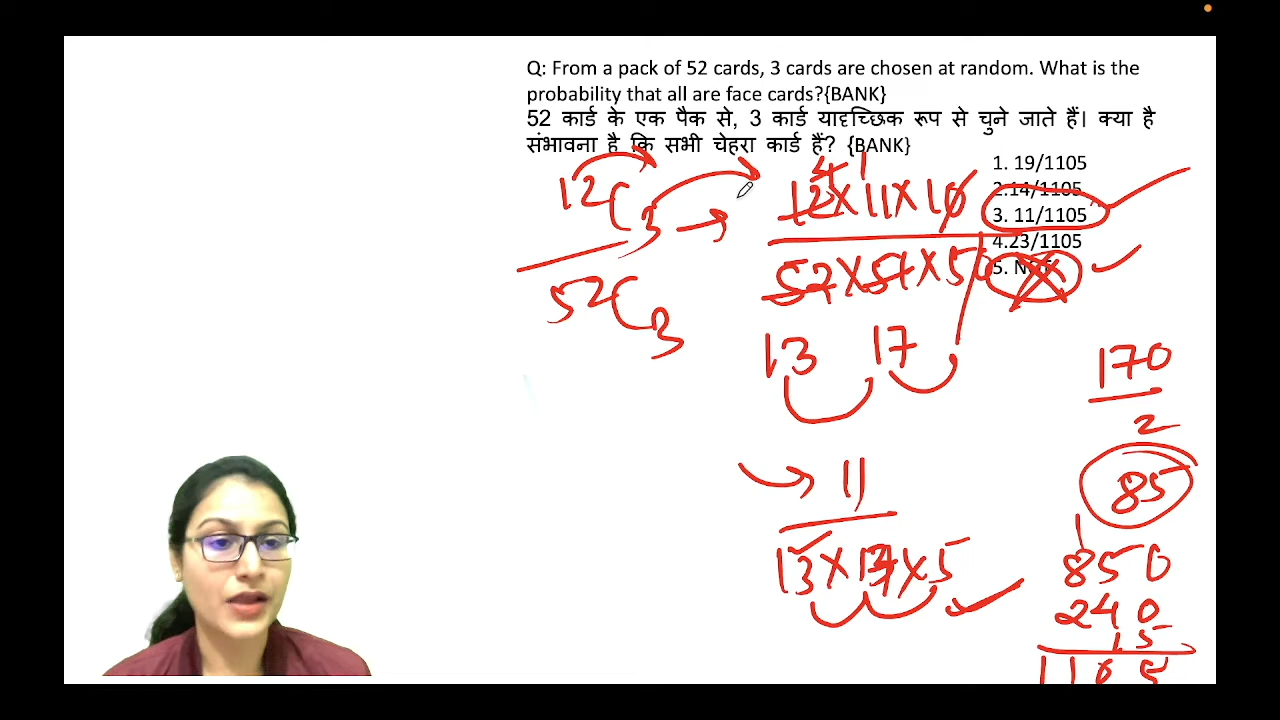 Q: From a pack of 52 cards, 3 cards are chosen at random. What is the
probability that all are face cards?{BANK}
52 कार्ड के एक पैक से, 3 कार्ड यादृच्छिक रूप से चुने जाते हैं। क्या है
संभावना है कि सभी चेहरा कार्ड हैं? {BANK}
1. 19/1105
2.14/1105
3. 11/1105
4.23/1105
12C3
52C3
4 1
12×11×10
52×51×50
13 17
11
13×17×5
170
2
85
850
240
15
1105